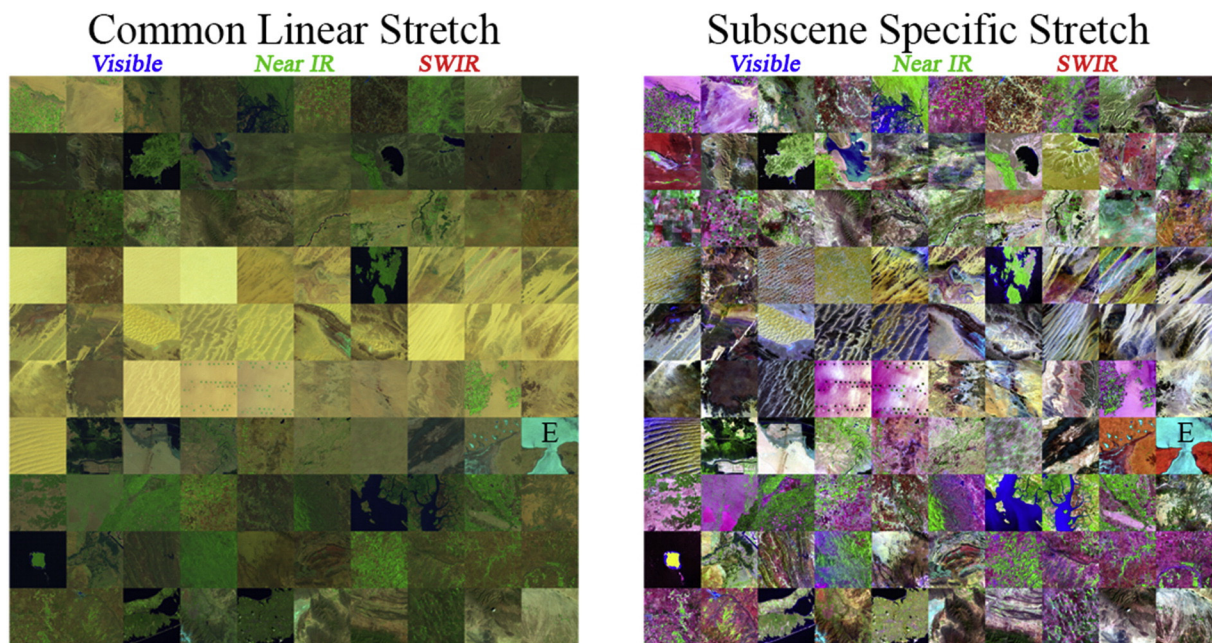 Common Linear Stretch
Visible Near IR SWIR
E
Subscene Specific Stretch
Visible Near IR SWIR
E